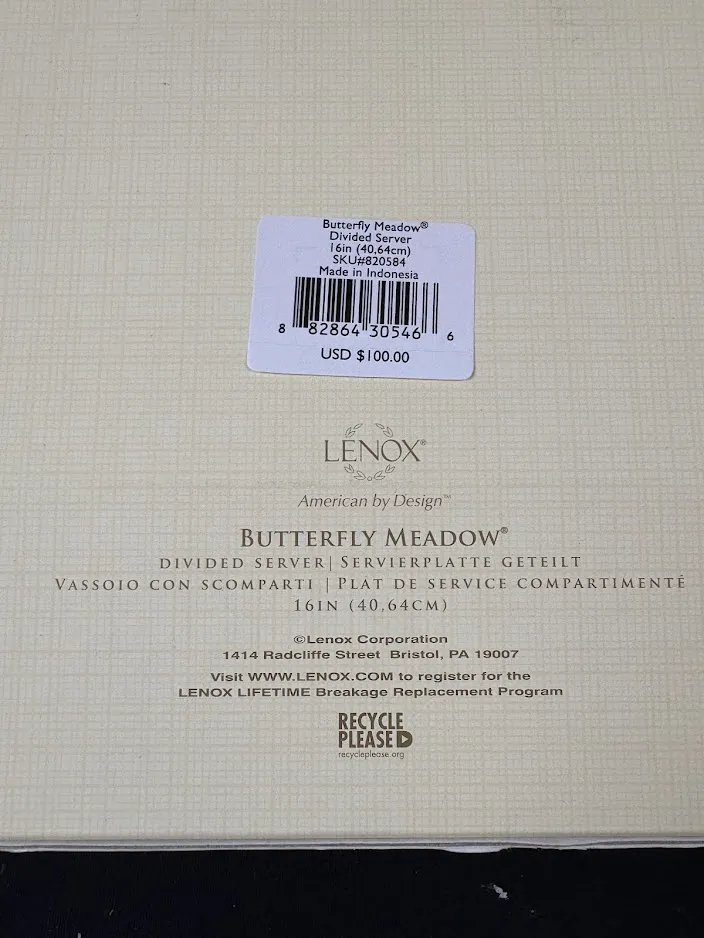 Butterfly Meadow®
Divided Server
16in (40,64cm)
SKU#820584
Made in Indonesia
8 82864 30546 6
USD $100.00
LENOX®
American by Design™
BUTTERFLY MEADOW®
DIVIDED SERVER | SERVIERPLATTE GETEILT
VASSOIO CON SCOMPARTI | PLAT DE SERVICE COMPARTIMENTÊ
16IN (40,64CM)
©Lenox Corporation
1414 Radcliffe Street Bristol, PA 19007
Visit WWW.LENOX.COM to register for the
LENOX LIFETIME Breakage Replacement Program
RECYCLE
PLEASE
recycleplease.org